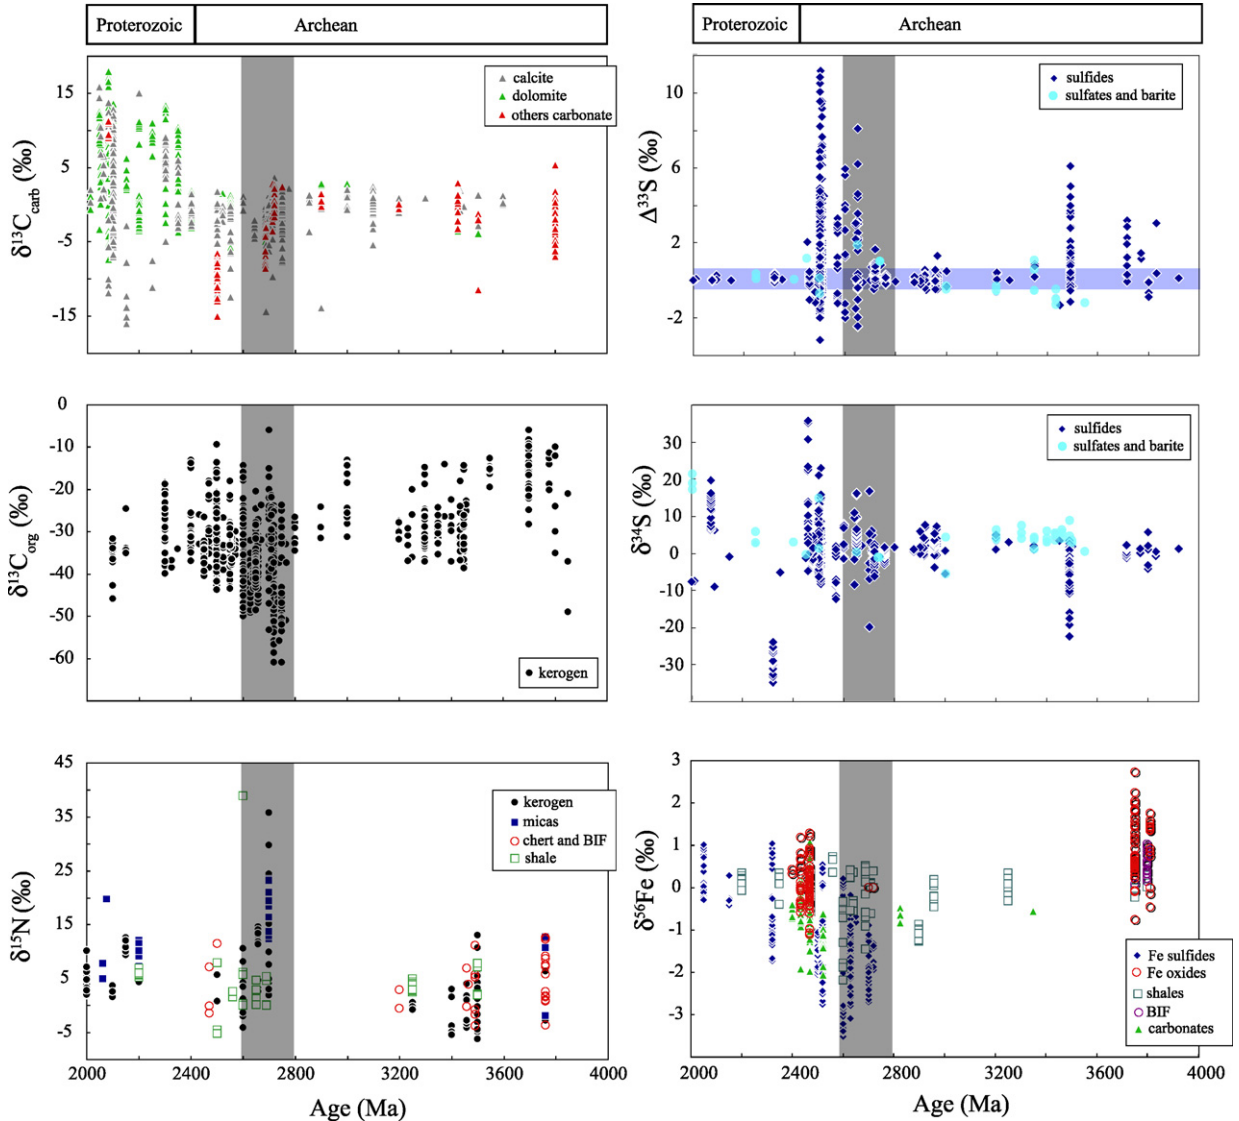 Proterozoic Archean
15
5
-5
-15
δ¹³C carb (‰)
calcite
dolomite
others carbonate
Proterozoic Archean
10
6
2
-2
Δ³³S (‰)
sulfides
sulfates and barite
0
-10
-20
-30
-40
-50
-60
δ¹³C org (‰)
kerogen
30
20
10
0
-10
-20
-30
δ³⁴S (‰)
sulfides
sulfates and barite
45
35
25
15
5
-5
δ¹⁵N (‰)
kerogen
micas
chert and BIF
shale
2000 2400 2800 3200 3600 4000
Age (Ma)
3
2
1
0
-1
-2
-3
δ⁵⁶Fe (‰)
Fe sulfides
Fe oxides
shales
BIF
carbonates
2000 2400 2800 3200 3600 4000
Age (Ma)